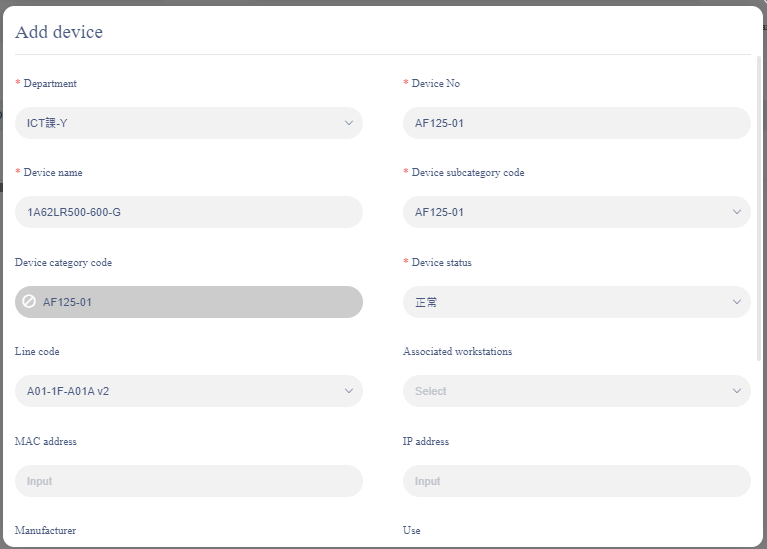 Add device
* Department
ICT課-Y
* Device No
AF125-01
* Device name
1A62LR500-600-G
* Device subcategory code
AF125-01
Device category code
AF125-01
* Device status
正常
Line code
A01-1F-A01A v2
Associated workstations
Select
MAC address
Input
IP address
Input
Manufacturer
Use